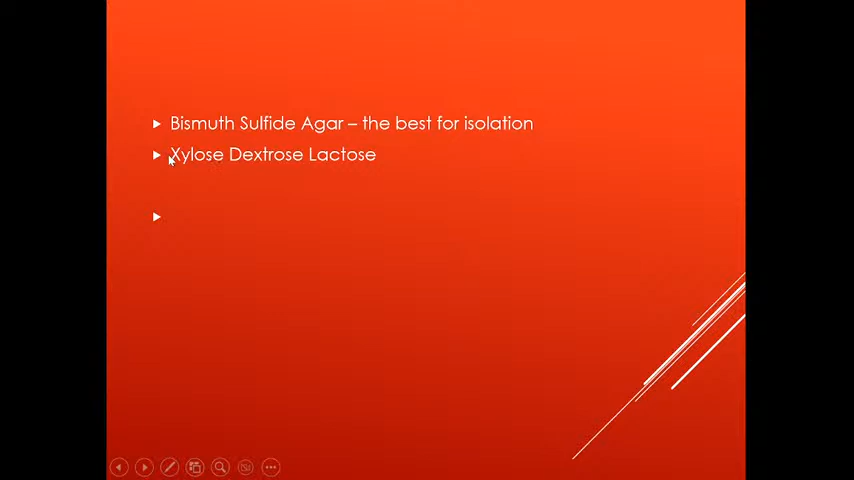 Bismuth Sulfide Agar – the best for isolation
Xylose Dextrose Lactose